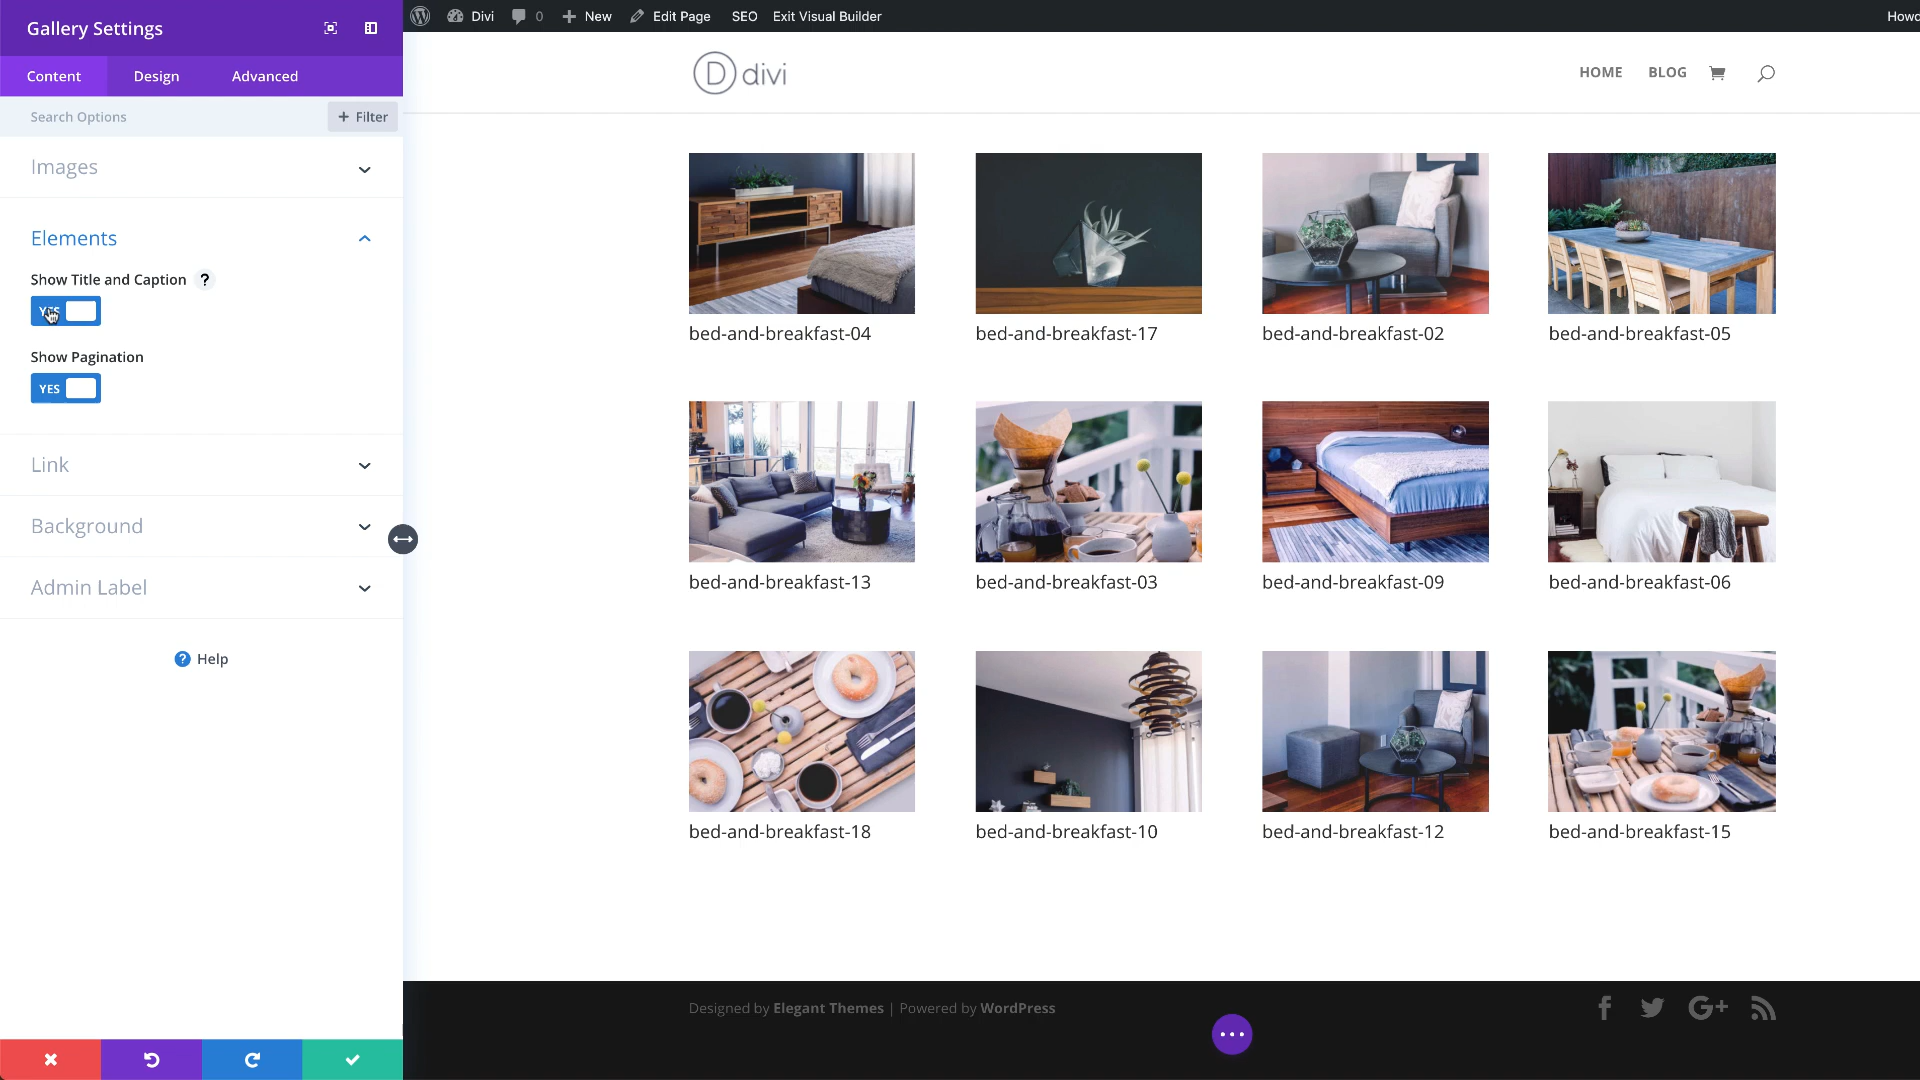 Gallery Settings
Content Design Advanced
Search Options + Filter
Images
Elements
Show Title and Caption ?
YES
Show Pagination
YES
Link
Background
Admin Label
? Help
Divi 0 New Edit Page SEO Exit Visual Builder
D divi
HOME BLOG
bed-and-breakfast-04 bed-and-breakfast-17 bed-and-breakfast-02 bed-and-breakfast-05
bed-and-breakfast-13 bed-and-breakfast-03 bed-and-breakfast-09 bed-and-breakfast-06
bed-and-breakfast-18 bed-and-breakfast-10 bed-and-breakfast-12 bed-and-breakfast-15
Designed by Elegant Themes | Powered by WordPress
G+